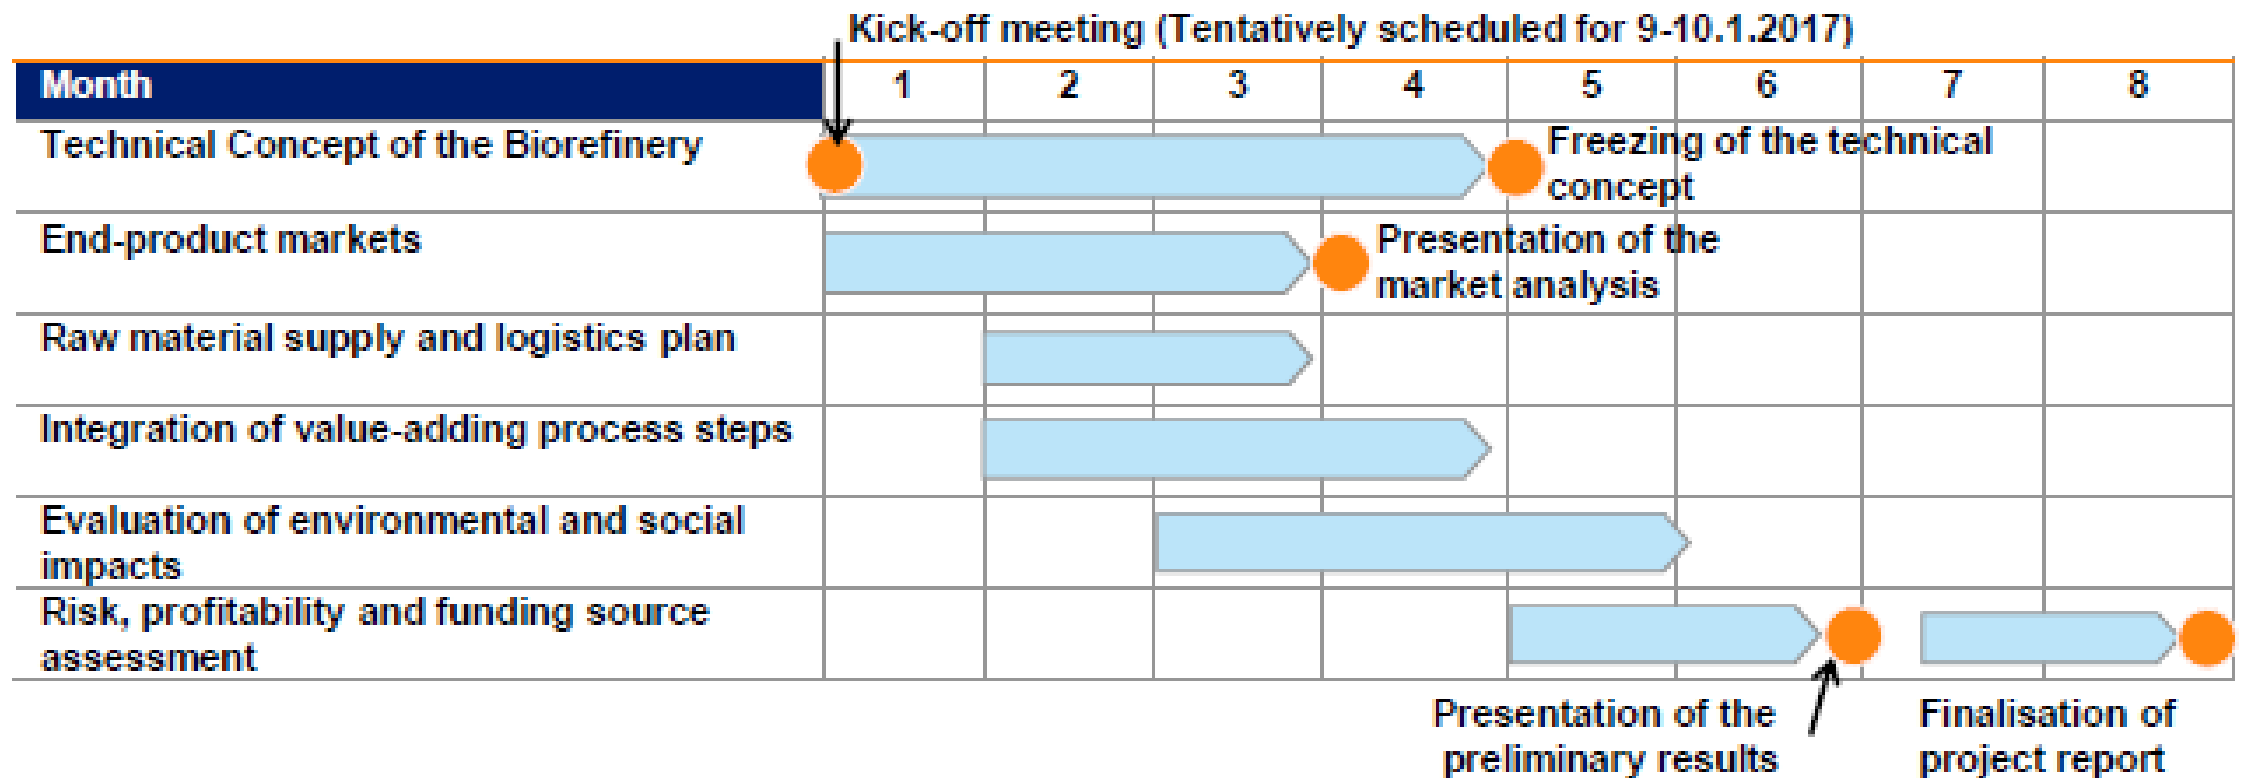 Kick-off meeting (Tentatively scheduled for 9-10.1.2017)
Month 1 2 3 4 5 6 7 8
Technical Concept of the Biorefinery
Freezing of the technical
concept
End-product markets
Presentation of the
market analysis
Raw material supply and logistics plan
Integration of value-adding process steps
Evaluation of environmental and social
impacts
Risk, profitability and funding source
assessment
Presentation of the
preliminary results
Finalisation of
project report